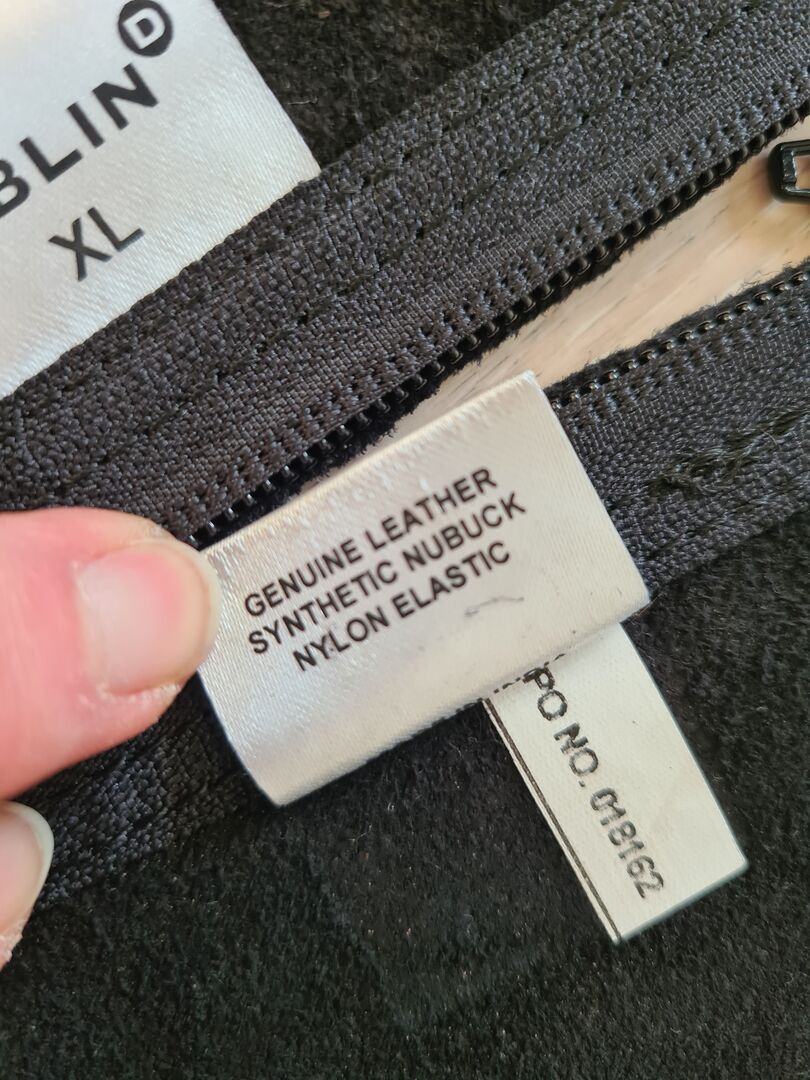 D
BLIN
XL
GENUINE LEATHER
SYNTHETIC NUBUCK
NYLON ELASTIC
PO NO. 018162